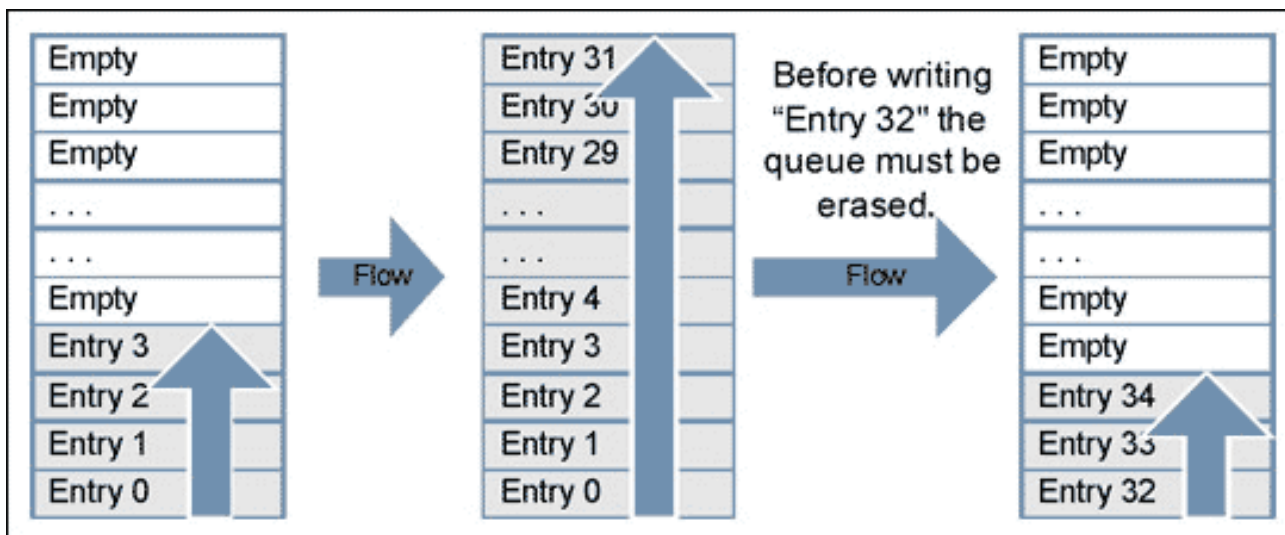 Empty
Empty
Empty
. . .
. . .
Empty
Entry 3
Entry 2
Entry 1
Entry 0
Flow
Entry 31
Entry 30
Entry 29
. . .
. . .
Entry 4
Entry 3
Entry 2
Entry 1
Entry 0
Before writing
“Entry 32" the
queue must be
erased.
Flow
Empty
Empty
Empty
. . .
. . .
Empty
Empty
Entry 34
Entry 33
Entry 32